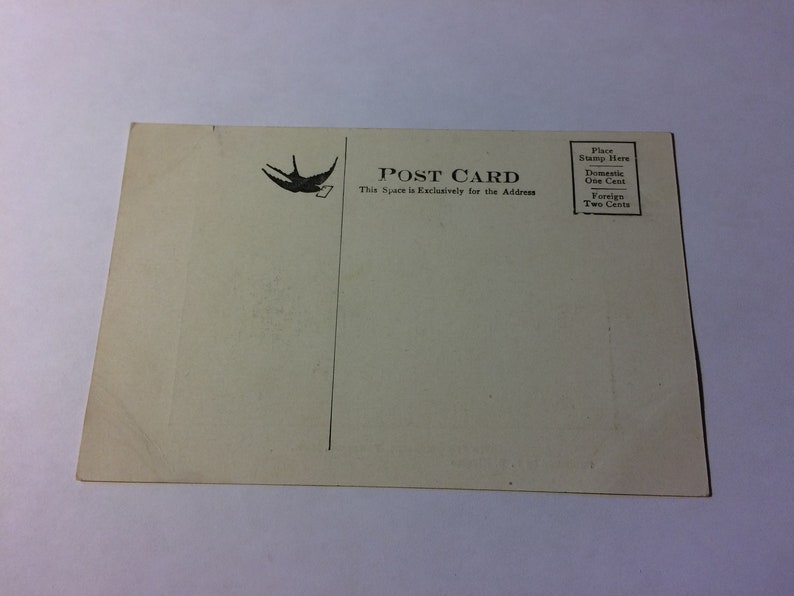 POST CARD
This Space is Exclusively for the Address
Place
Stamp Here
Domestic
One Cent
Foreign
Two Cents